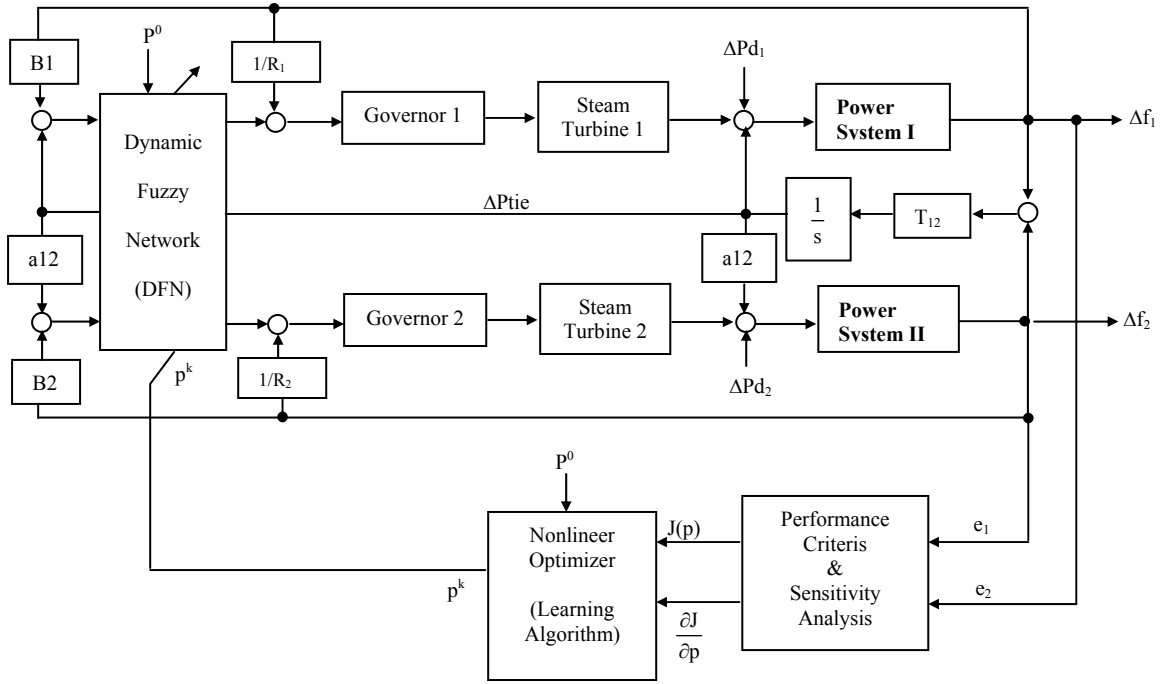 P⁰
B1
1/R₁
ΔPd₁
Governor 1
Steam
Turbine 1
Power
System I
Δf₁
Dynamic
Fuzzy
Network
(DFN)
ΔPtie
1
s
T₁₂
a12
a12
Governor 2
Steam
Turbine 2
Power
System II
Δf₂
B2
pᵏ
1/R₂
ΔPd₂
P⁰
Nonlineer
Optimizer
(Learning
Algorithm)
J(p)
∂J
∂p
pᵏ
Performance
Criteris
&
Sensitivity
Analysis
e₁
e₂